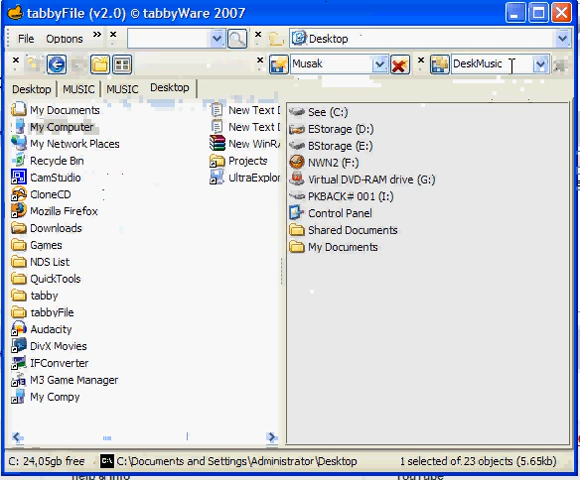 tabbyFile (v2.0) © tabbyWare 2007
File Options » Desktop
Musak DeskMusic
Desktop MUSIC MUSIC Desktop
My Documents
My Computer
My Network Places
Recycle Bin
CamStudio
CloneCD
Mozilla Firefox
Downloads
Games
NDS List
QuickTools
tabby
tabbyFile
Audacity
DivX Movies
IFConverter
M3 Game Manager
My Compy
New Text D
New Text D
New WinRA
Projects
UltraExplor
See (C:)
EStorage (D:)
BStorage (E:)
NWN2 (F:)
Virtual DVD-RAM drive (G:)
PKBACK# 001 (I:)
Control Panel
Shared Documents
My Documents
C: 24,05gb free C:\Documents and Settings\Administrator\Desktop 1 selected of 23 objects (5.65kb)